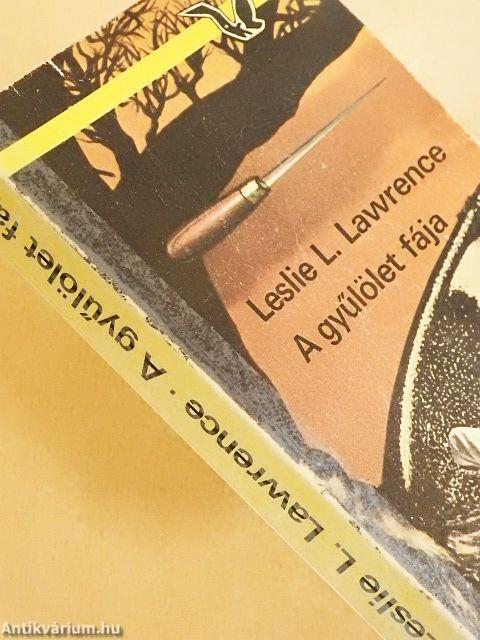 Leslie L. Lawrence
A gyűlölet fája
Leslie L. Lawrence · A gyűlölet fá
Antikvárium.hu